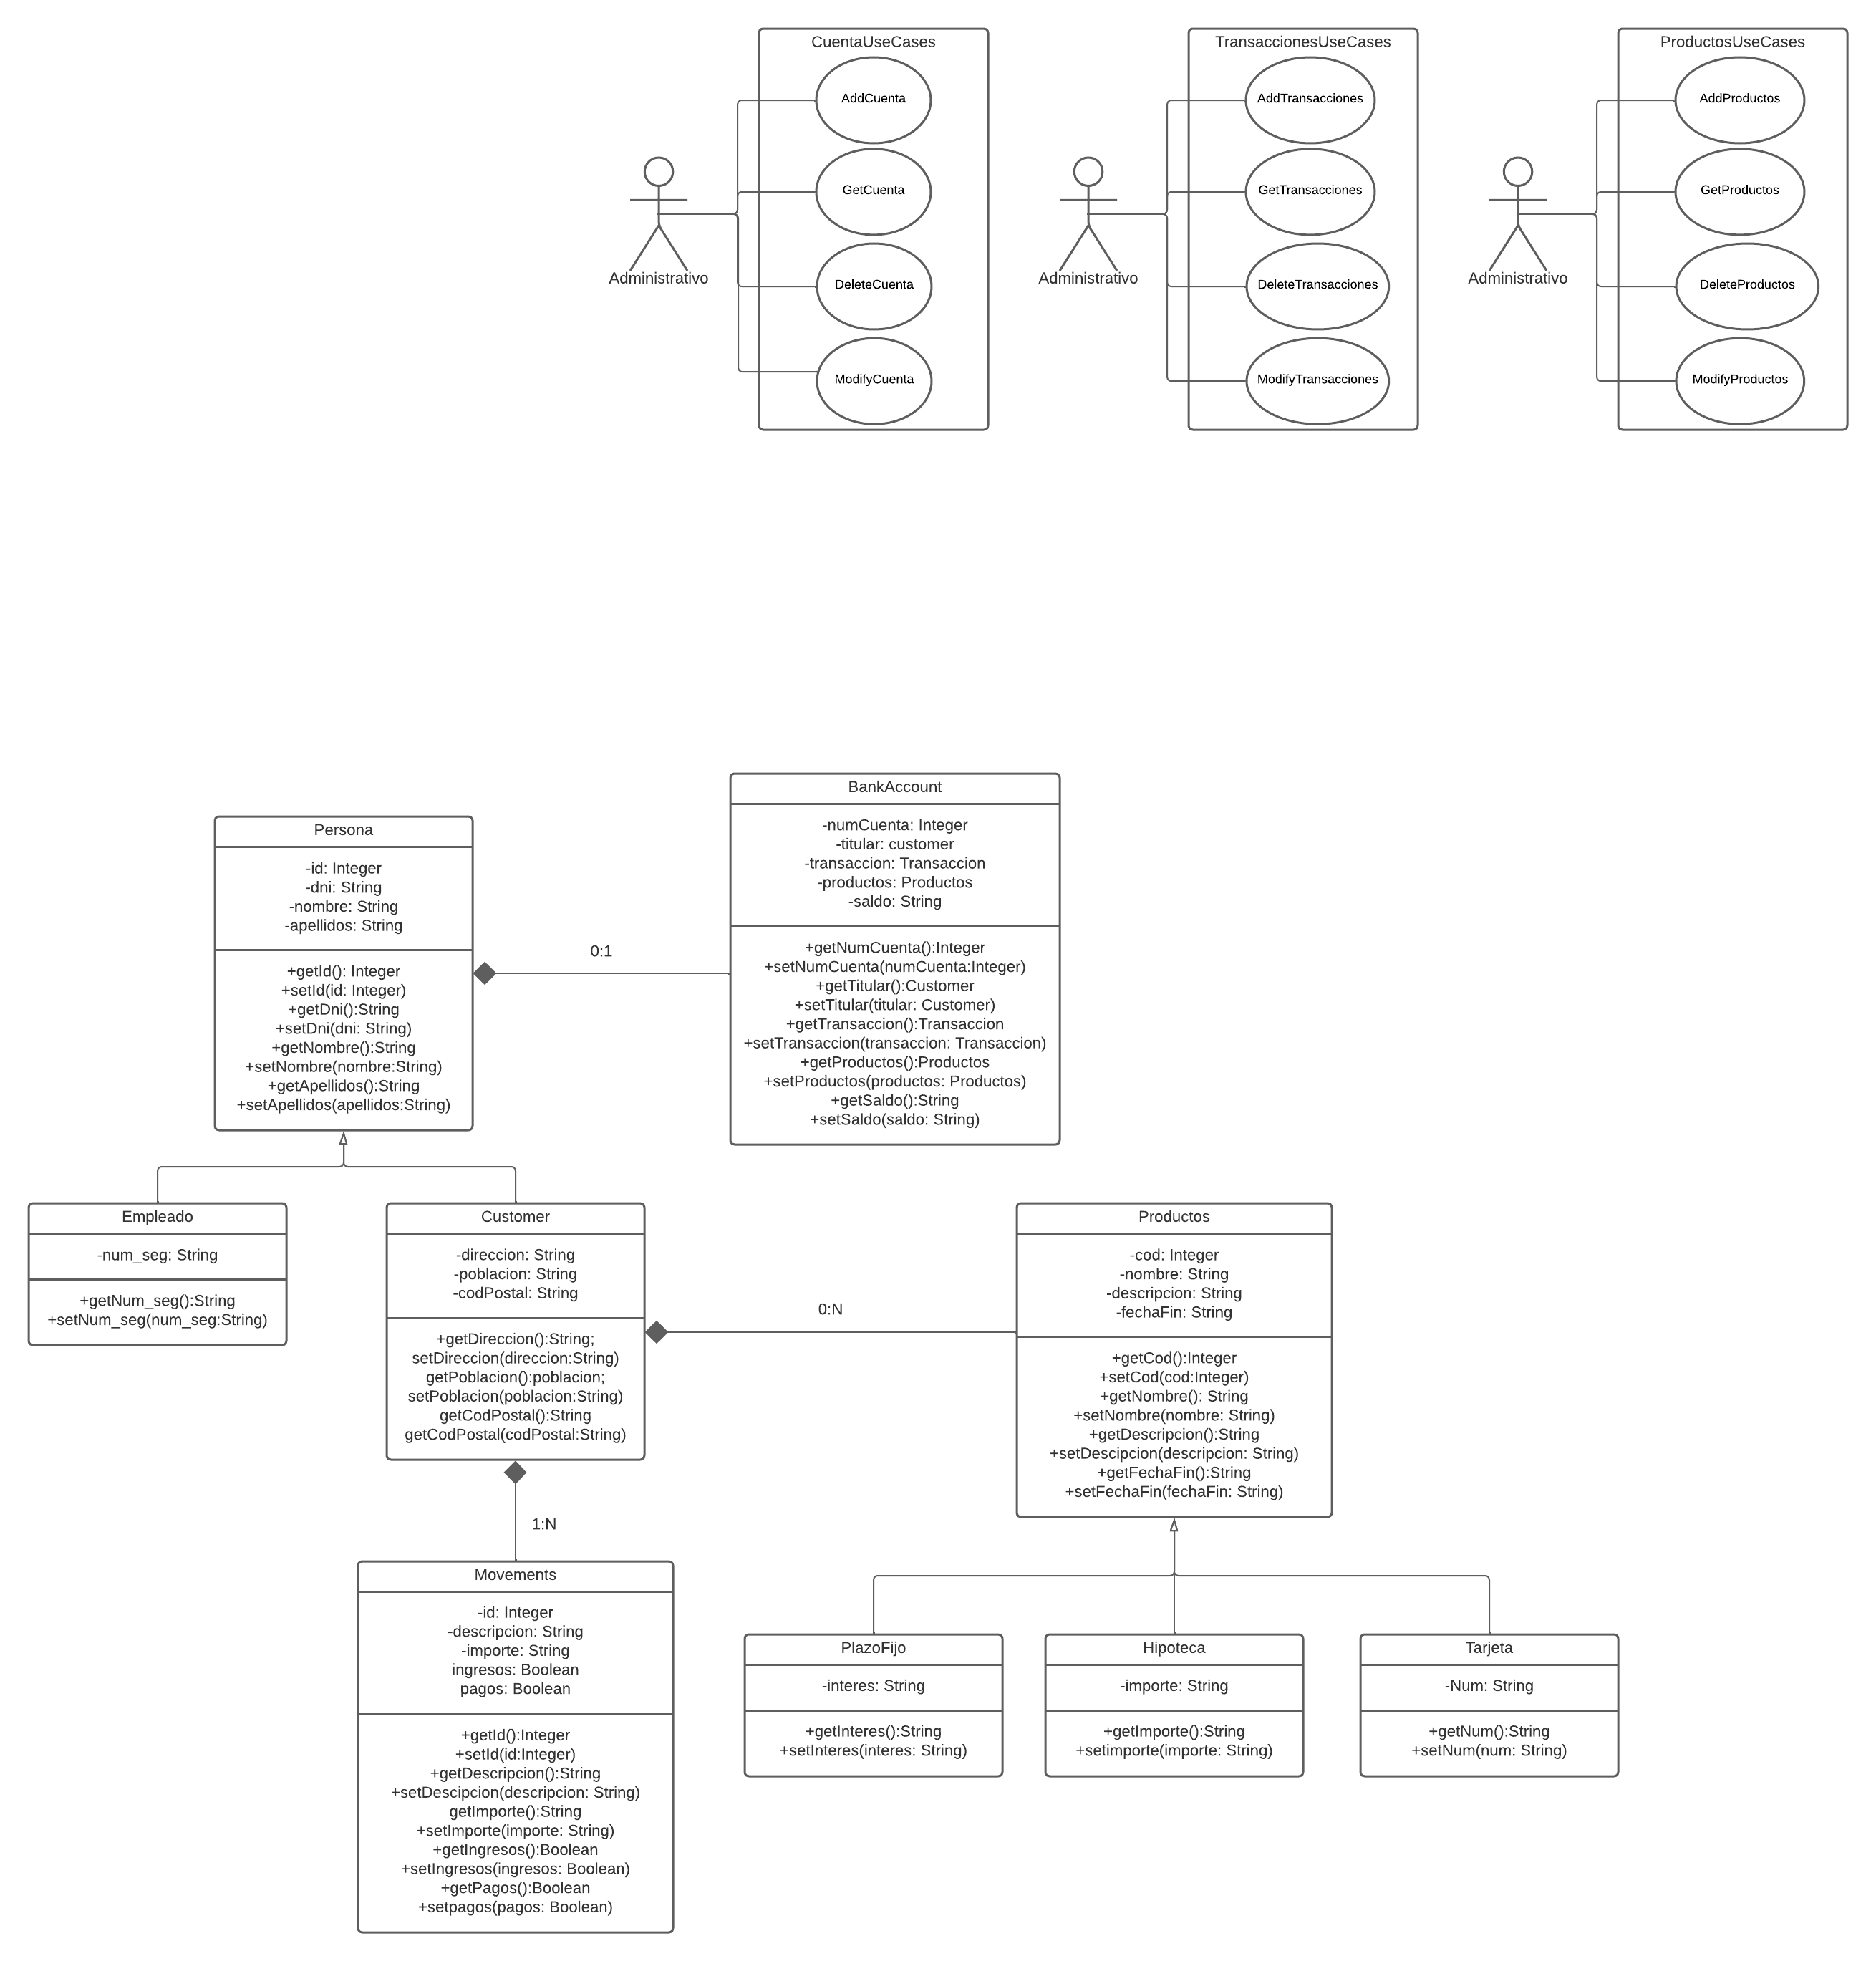 CuentaUseCases
AddCuenta
GetCuenta
DeleteCuenta
ModifyCuenta
Administrativo
TransaccionesUseCases
AddTransacciones
GetTransacciones
DeleteTransacciones
ModifyTransacciones
Administrativo
ProductosUseCases
AddProductos
GetProductos
DeleteProductos
ModifyProductos
Administrativo
Persona
-id: Integer
-dni: String
-nombre: String
-apellidos: String
+getId(): Integer
+setId(id: Integer)
+getDni():String
+setDni(dni: String)
+getNombre():String
+setNombre(nombre:String)
+getApellidos():String
+setApellidos(apellidos:String)
0:1
BankAccount
-numCuenta: Integer
-titular: customer
-transaccion: Transaccion
-productos: Productos
-saldo: String
+getNumCuenta():Integer
+setNumCuenta(numCuenta:Integer)
+getTitular():Customer
+setTitular(titular: Customer)
+getTransaccion():Transaccion
+setTransaccion(transaccion: Transaccion)
+getProductos():Productos
+setProductos(productos: Productos)
+getSaldo():String
+setSaldo(saldo: String)
Empleado
-num_seg: String
+getNum_seg():String
+setNum_seg(num_seg:String)
Customer
-direccion: String
-poblacion: String
-codPostal: String
+getDireccion():String;
setDireccion(direccion:String)
getPoblacion():poblacion;
setPoblacion(poblacion:String)
getCodPostal():String
getCodPostal(codPostal:String)
0:N
Productos
-cod: Integer
-nombre: String
-descripcion: String
-fechaFin: String
+getCod():Integer
+setCod(cod:Integer)
+getNombre(): String
+setNombre(nombre: String)
+getDescripcion():String
+setDescipcion(descripcion: String)
+getFechaFin():String
+setFechaFin(fechaFin: String)
1:N
Movements
-id: Integer
-descripcion: String
-importe: String
ingresos: Boolean
pagos: Boolean
+getId():Integer
+setId(id:Integer)
+getDescripcion():String
+setDescipcion(descripcion: String)
getImporte():String
+setImporte(importe: String)
+getIngresos():Boolean
+setIngresos(ingresos: Boolean)
+getPagos():Boolean
+setpagos(pagos: Boolean)
PlazoFijo
-interes: String
+getInteres():String
+setInteres(interes: String)
Hipoteca
-importe: String
+getImporte():String
+setimporte(importe: String)
Tarjeta
-Num: String
+getNum():String
+setNum(num: String)